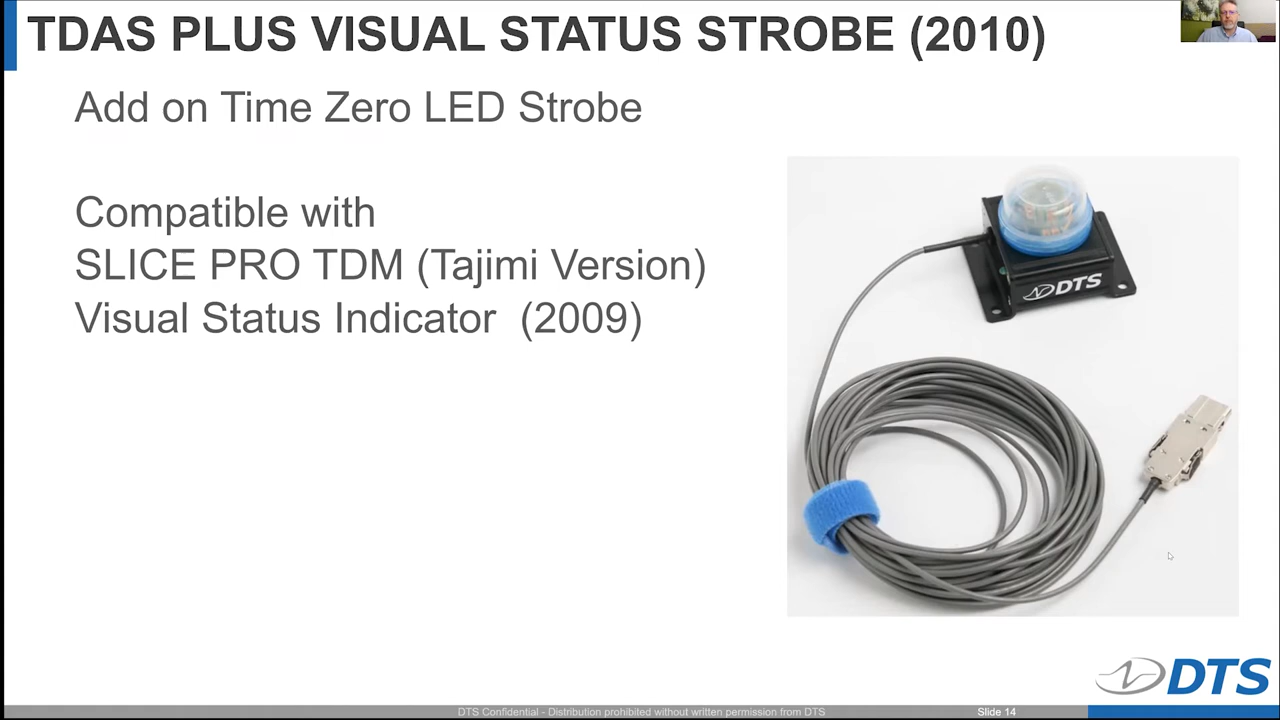 TDAS PLUS VISUAL STATUS STROBE (2010)
Add on Time Zero LED Strobe
Compatible with
SLICE PRO TDM (Tajimi Version)
Visual Status Indicator (2009)
DTS
DTS
DTS Confidential - Distribution prohibited without written permission from DTS
Slide 14